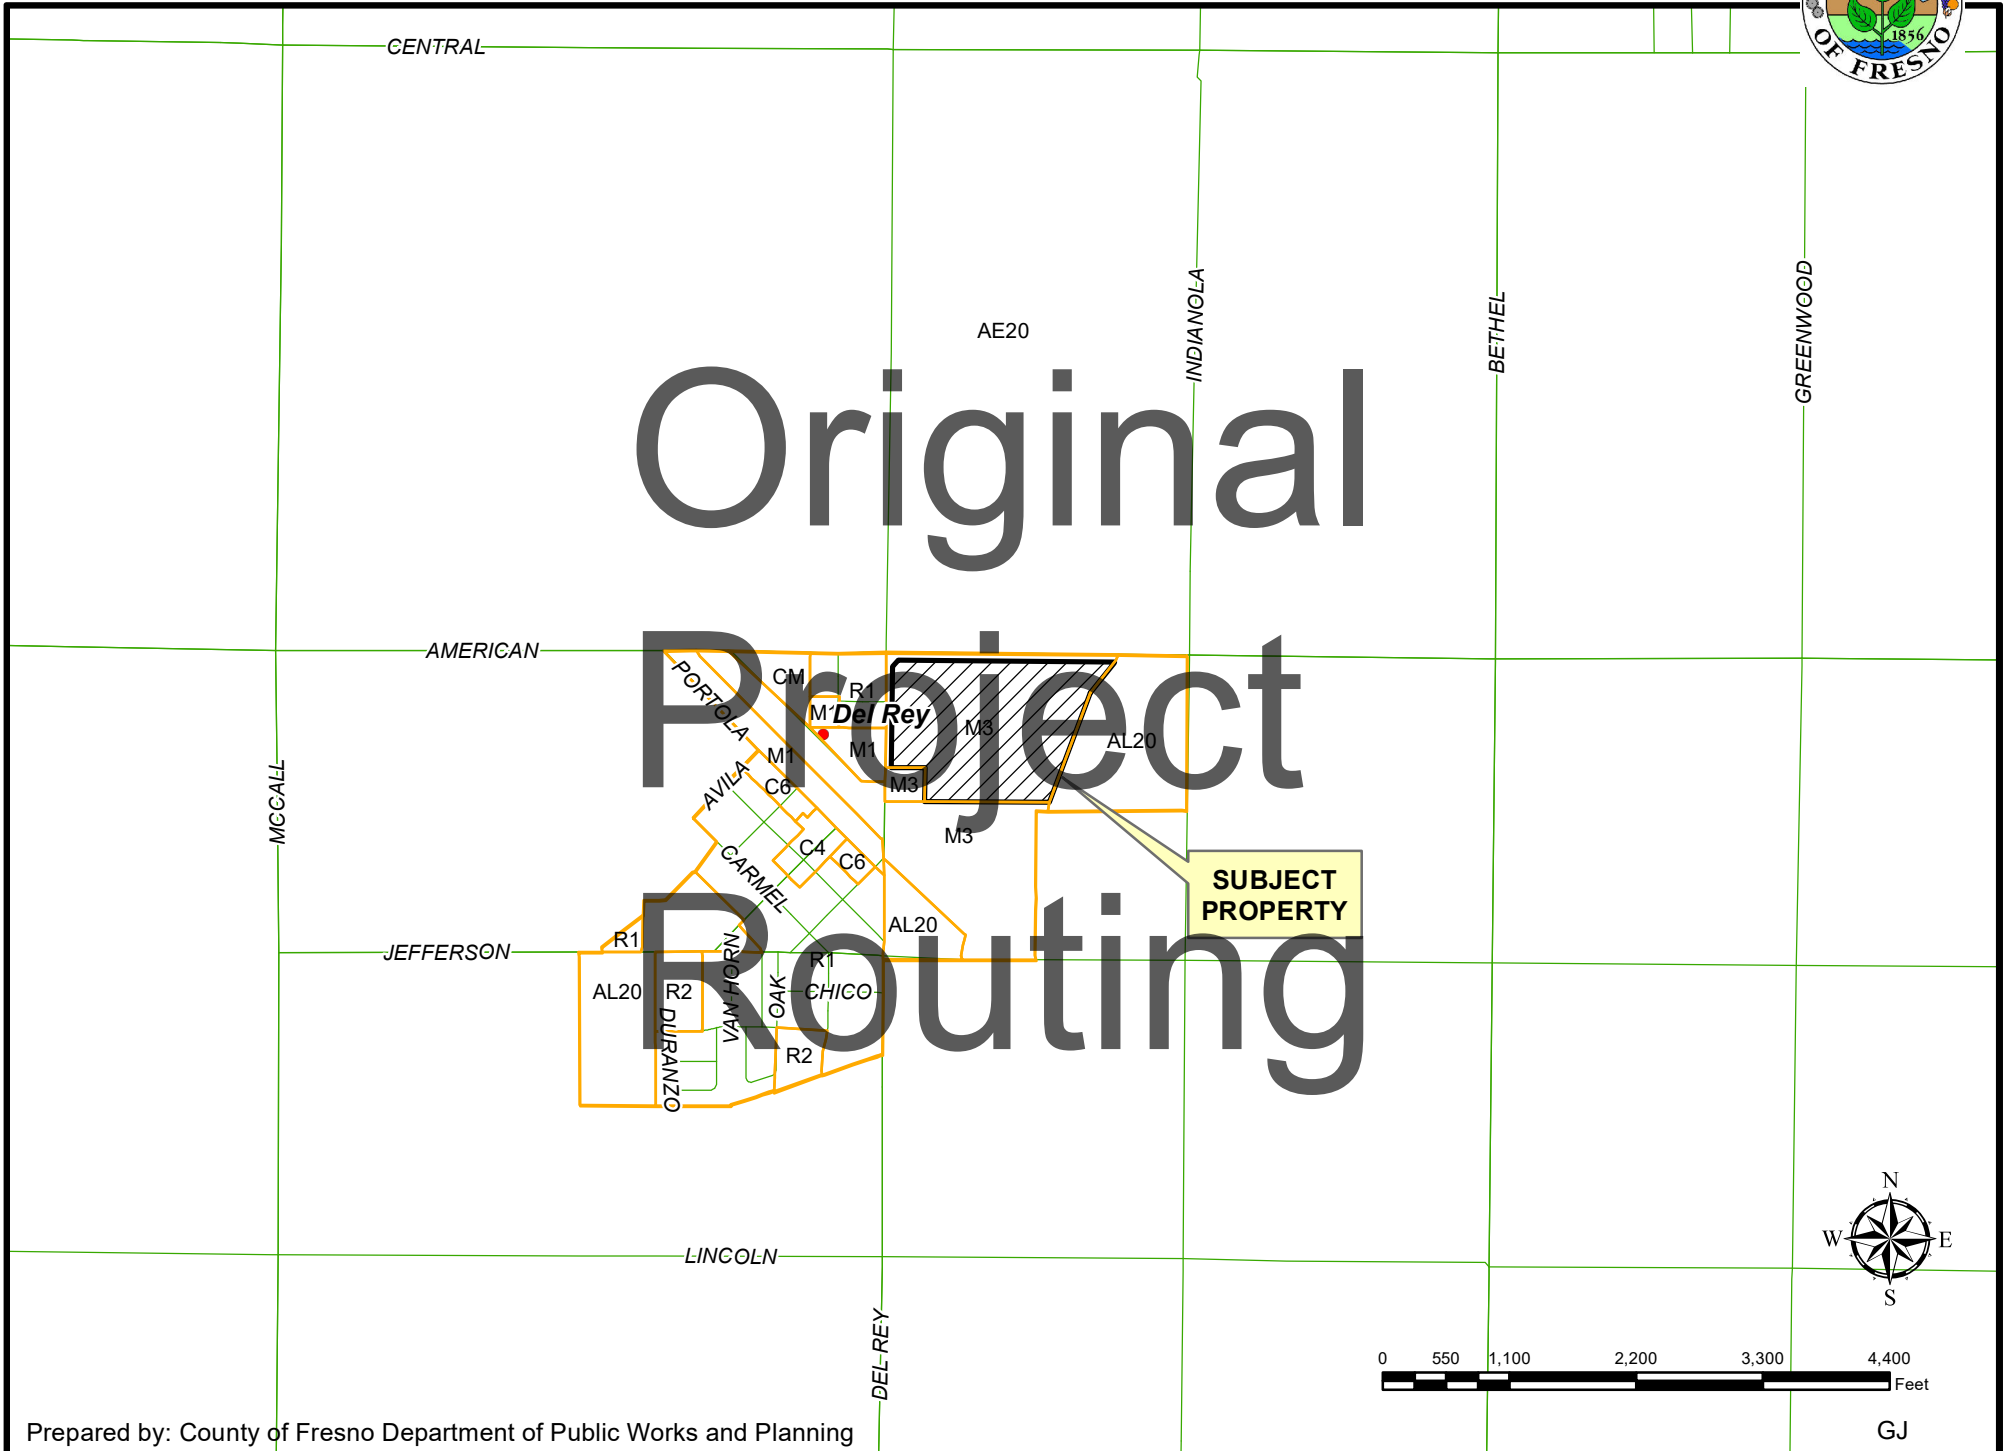 1856
OF FRESNO
CENTRAL
INDIANOLA
BETHEL
GREENWOOD
AE20
Original
Project
Routing
AMERICAN
PORTOLA
CM
R1
M1
Del Rey
M1
M3
AL20
M1
C6
AVILA
M3
MCCALL
M3
C4
C6
CARMEL
SUBJECT
PROPERTY
AL20
R1
JEFFERSON
R1
VAN HORN
OAK
CHICO
AL20
R2
DURANZO
R2
LINCOLN
DEL REY
N
W
E
S
0 550 1,100 2,200 3,300 4,400
Feet
Prepared by: County of Fresno Department of Public Works and Planning
GJ